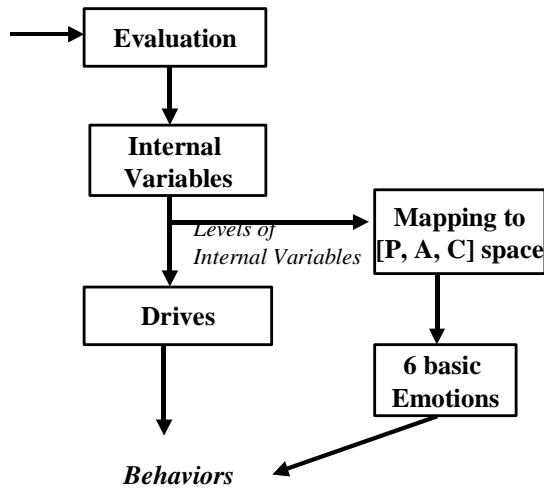 Evaluation
Internal
Variables
Levels of
Internal Variables
Mapping to
[P, A, C] space
Drives
6 basic
Emotions
Behaviors